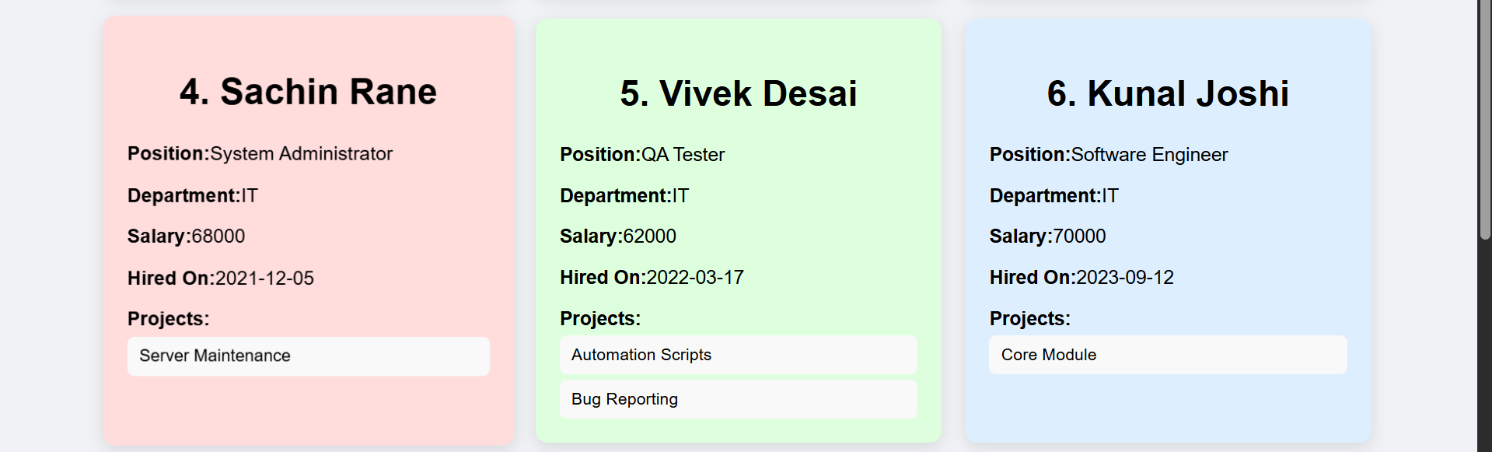 4. Sachin Rane
Position:System Administrator
Department:IT
Salary:68000
Hired On:2021-12-05
Projects:
Server Maintenance
5. Vivek Desai
Position:QA Tester
Department:IT
Salary:62000
Hired On:2022-03-17
Projects:
Automation Scripts
Bug Reporting
6. Kunal Joshi
Position:Software Engineer
Department:IT
Salary:70000
Hired On:2023-09-12
Projects:
Core Module